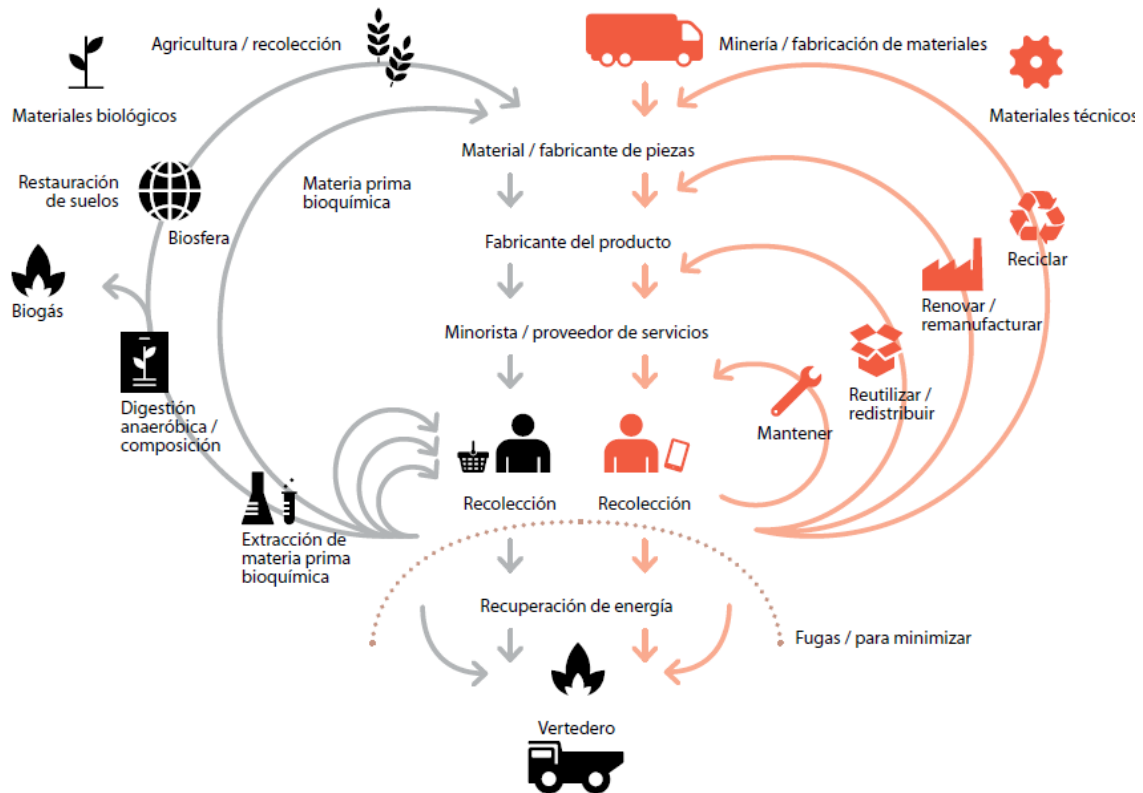 Agricultura / recolección
Minería / fabricación de materiales
Materiales biológicos
Materiales técnicos
Material / fabricante de piezas
Restauración
de suelos
Materia prima
bioquímica
Biosfera
Fabricante del producto
Reciclar
Biogás
Renovar /
remanufacturar
Minorista / proveedor de servicios
Reutilizar /
redistribuir
Digestión
anaeróbica /
composición
Mantener
Recolección
Recolección
Extracción de
materia prima
bioquímica
Recuperación de energía
Fugas / para minimizar
Vertedero